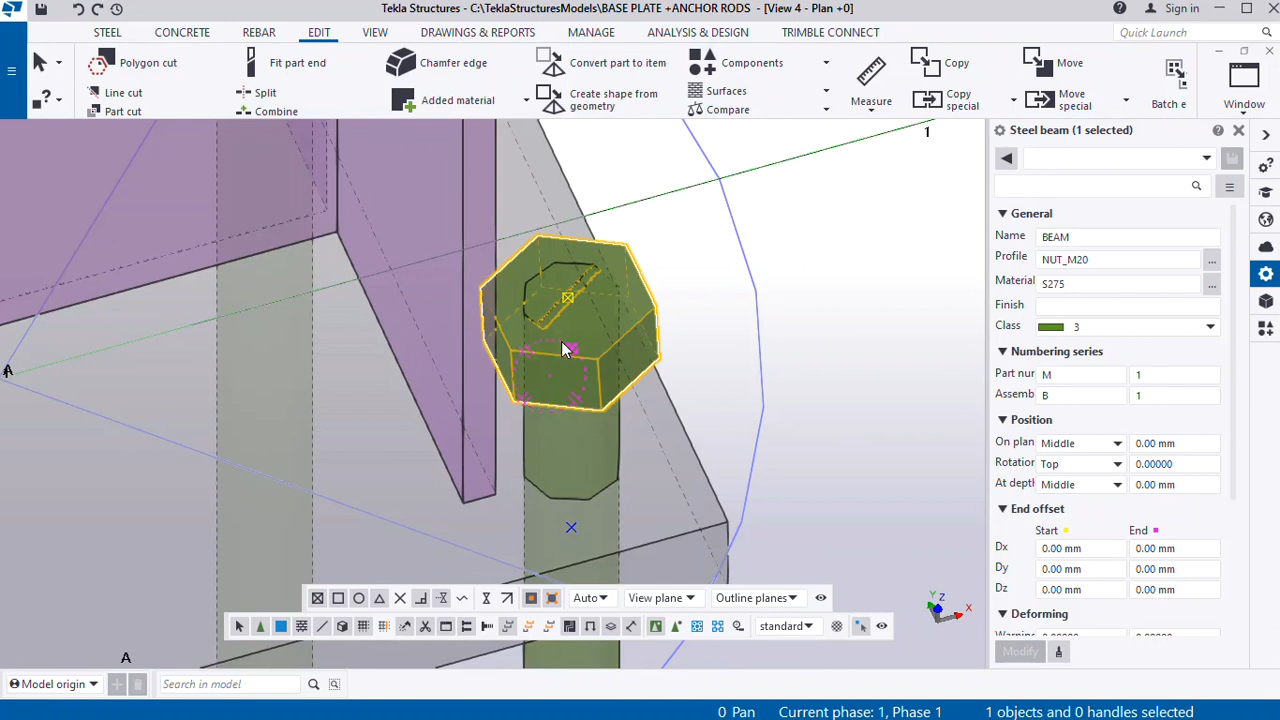 Tekla Structures - C:\TeklaStructuresModels\BASE PLATE +ANCHOR RODS - [View 4 - Plan +0]
Sign in
STEEL CONCRETE REBAR EDIT VIEW DRAWINGS & REPORTS MANAGE ANALYSIS & DESIGN TRIMBLE CONNECT
Quick Launch
Polygon cut
Fit part end
Chamfer edge
Convert part to item
Components
Copy
Move
Line cut
Split
Added material
Create shape from
geometry
Surfaces
Measure
Copy
special
Move
special
Batch e
Window
Part cut
Combine
Compare
1
Steel beam (1 selected)
General
Name BEAM
Profile NUT_M20
Material S275
Finish
Class 3
Numbering series
Part nur M 1
Assemb B 1
Position
On plan Middle 0.00 mm
Rotation Top 0.00000
At depth Middle 0.00 mm
End offset
Start End
Dx 0.00 mm 0.00 mm
Dy 0.00 mm 0.00 mm
Dz 0.00 mm 0.00 mm
Deforming
Modify
A
Auto View plane Outline planes
standard
Y Z X
A
Model origin
Search in model
0 Pan Current phase: 1, Phase 1 1 objects and 0 handles selected